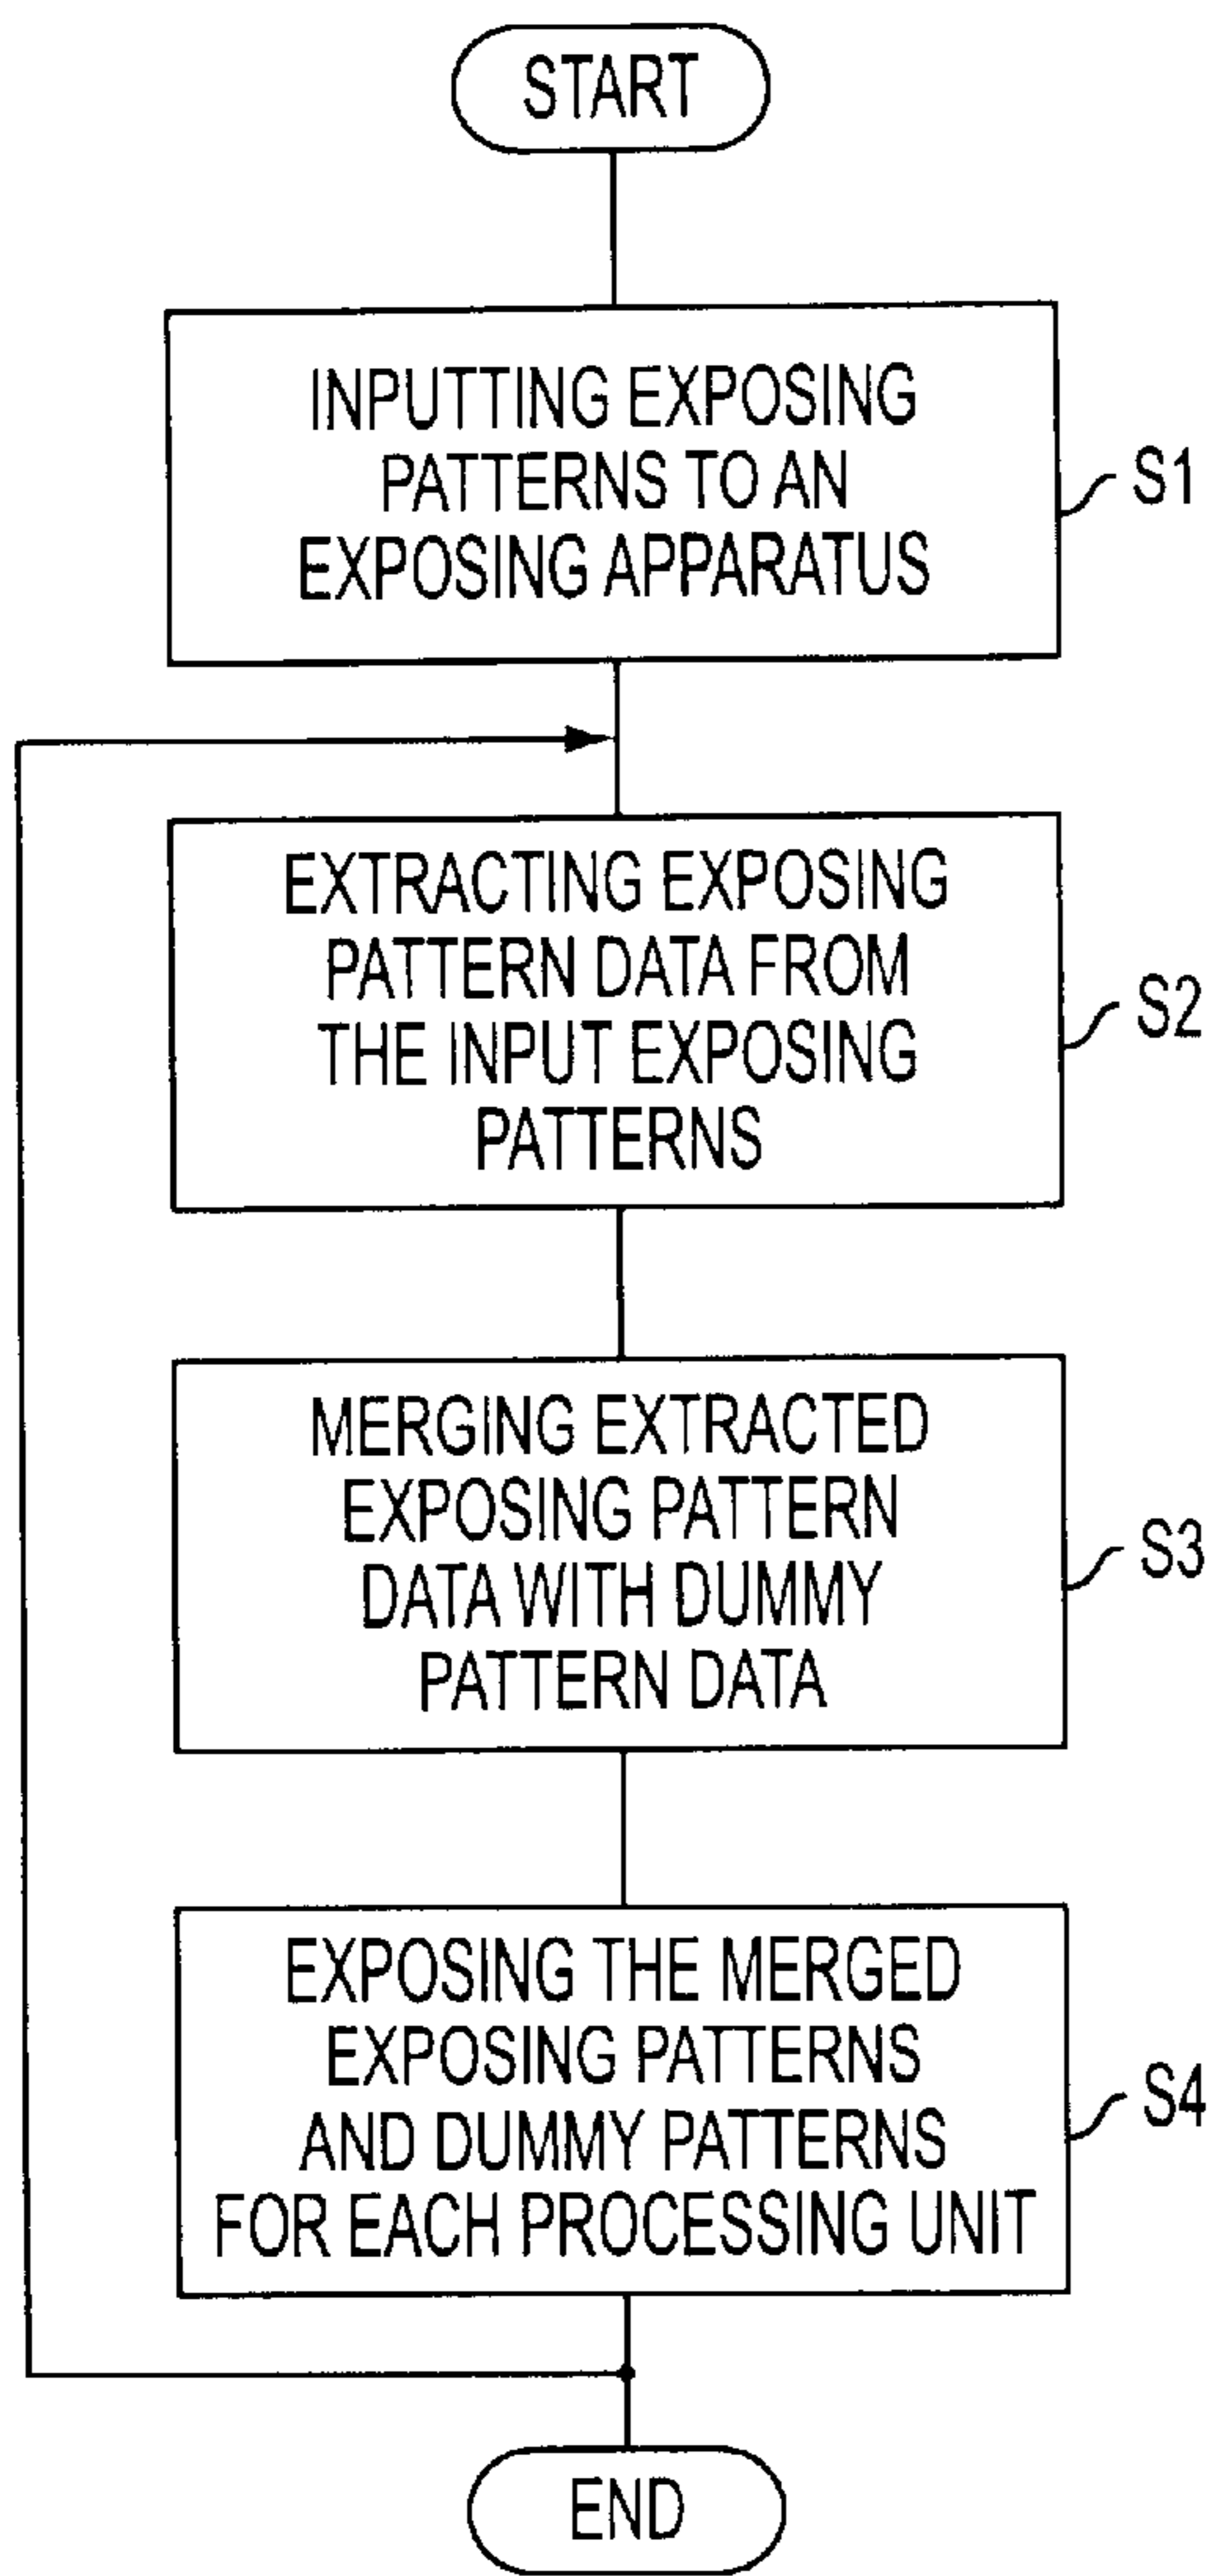 START
INPUTTING EXPOSING
PATTERNS TO AN
EXPOSING APPARATUS
S1
EXTRACTING EXPOSING
PATTERN DATA FROM
THE INPUT EXPOSING
PATTERNS
S2
MERGING EXTRACTED
EXPOSING PATTERN
DATA WITH DUMMY
PATTERN DATA
S3
EXPOSING THE MERGED
EXPOSING PATTERNS
AND DUMMY PATTERNS
FOR EACH PROCESSING UNIT
S4
END